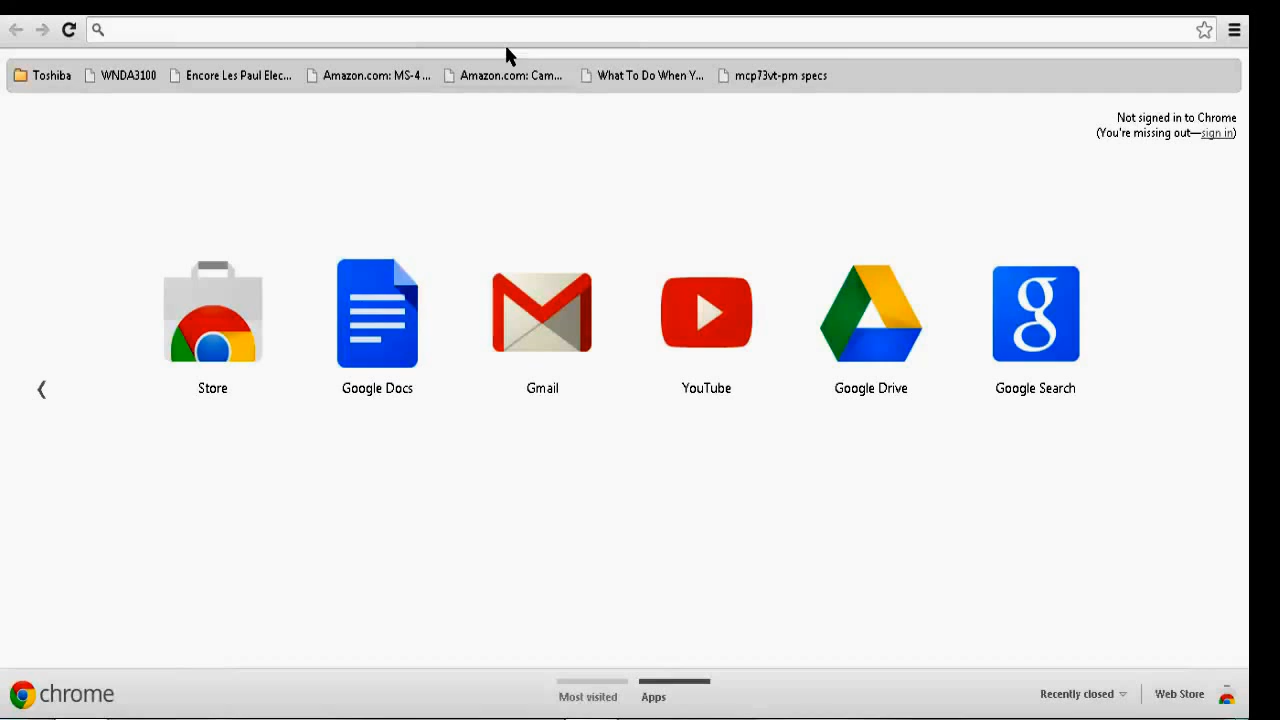 Toshiba WNDA3100 Encore Les Paul Elec... Amazon.com: MS-4 ... Amazon.com: Cam... What To Do When Y... mcp73vt-pm specs
Not signed in to Chrome
(You're missing out—sign in)
g
Store Google Docs Gmail YouTube Google Drive Google Search
chrome Most visited Apps Recently closed Web Store